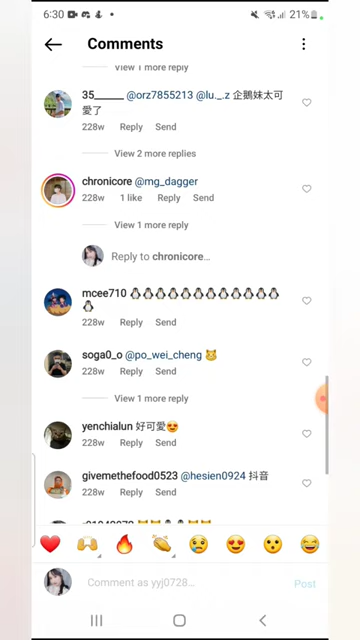 6:30
21%
Comments
View 1 more reply
35______ @orz7855213 @lu._.z 企鵝妹太可
愛了
228w Reply Send
View 2 more replies
chronicore @mg_dagger
228w 1 like Reply Send
View 1 more reply
Reply to chronicore...
mcee710 🐧🐧🐧🐧🐧🐧🐧🐧🐧🐧🐧🐧
🐧
228w Reply Send
soga0_o @po_wei_cheng 😼
228w Reply Send
View 1 more reply
yenchialun 好可愛😍
228w Reply Send
givemethefood0523 @hesien0924 抖音
228w Reply Send
Comment as yyj0728...
Post